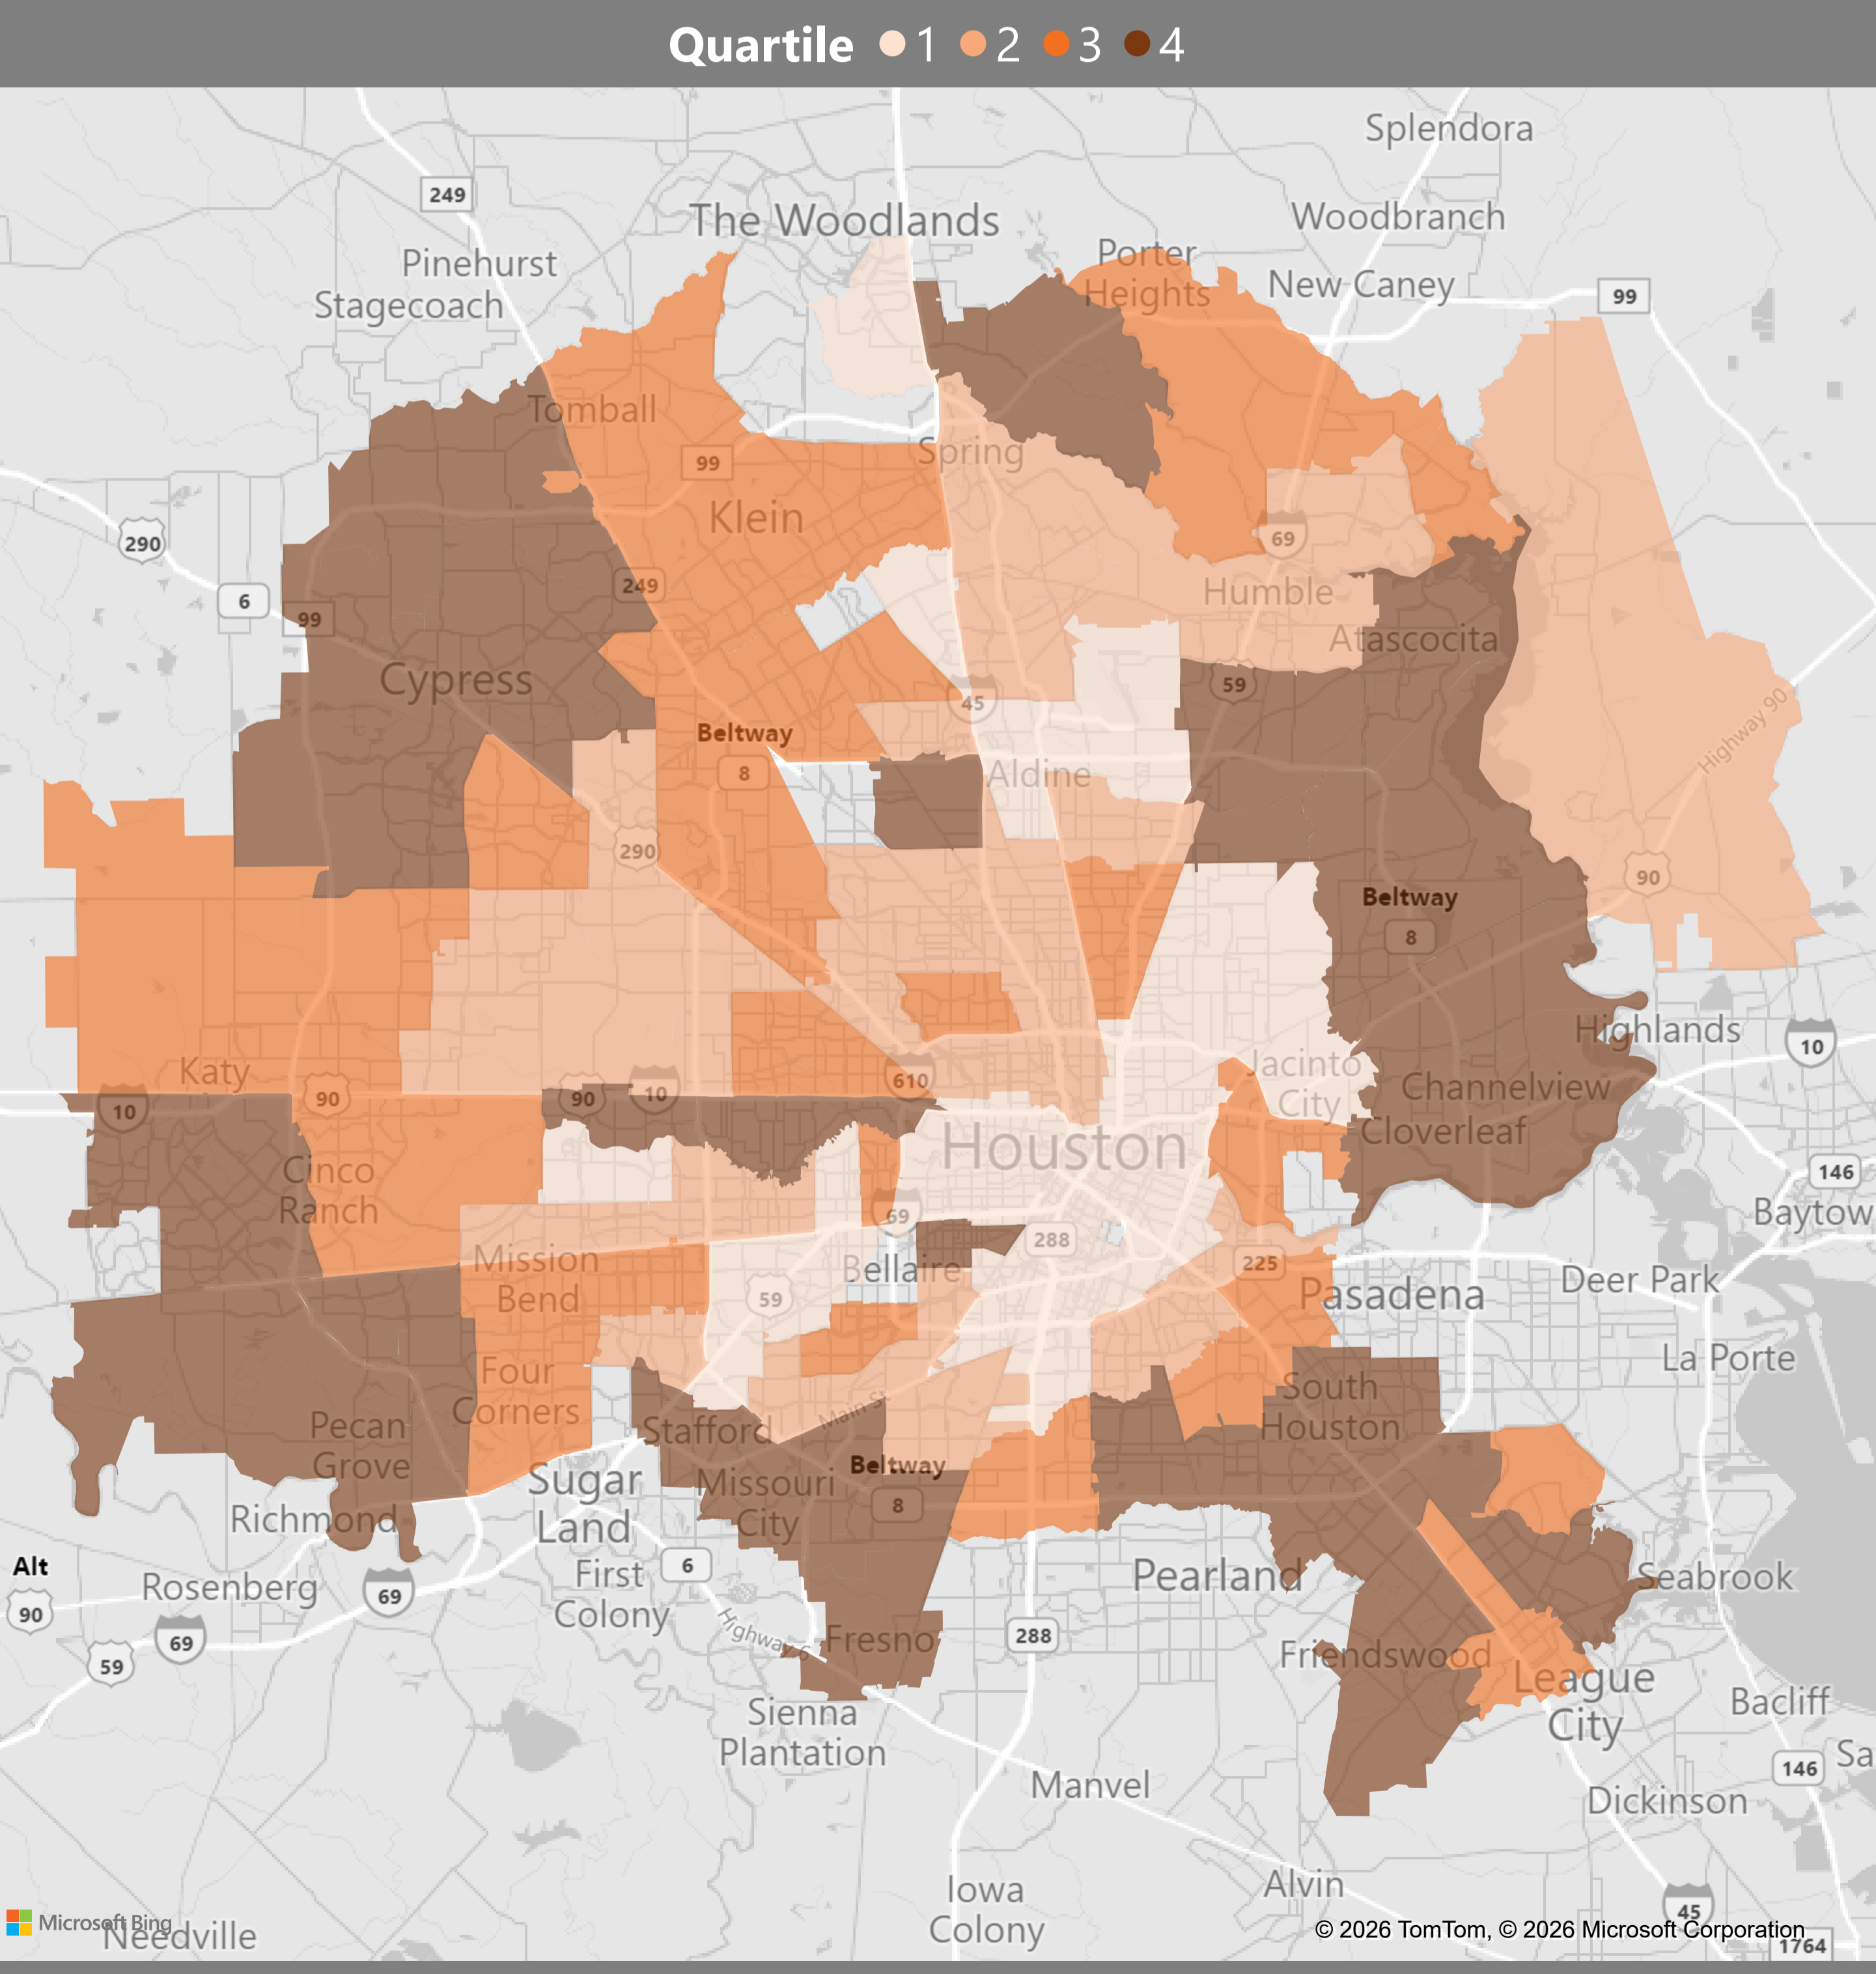 Quartile 1 2 3 4
Splendora
249
The Woodlands
Woodbranch
Pinehurst
Porter
Heights
New Caney
Stagecoach
99
Tomball
Spring
99
Klein
290
69
249
Humble
6
99
Atascocita
Cypress
59
45
Highway 90
Beltway
8
Aldine
290
90
Beltway
8
Highlands
10
Katy
Jacinto
City
610
Channelview
10
90
90
10
Cloverleaf
Houston
Cinco
Ranch
146
69
Baytow
288
225
Mission
Bend
Bellaire
59
Pasadena
Deer Park
La Porte
Four
Corners
South
Houston
Main St
Pecan
Grove
Stafford
Beltway
8
Sugar
Land
Missouri
City
Richmond
Alt
90
Rosenberg
69
First
Colony
6
Pearland
Seabrook
69
59
Highway 6
Fresno
288
Friendswood
League
City
Bacliff
Sienna
Plantation
146
Sa
Manvel
Dickinson
Alvin
Iowa
Colony
45
Microsoft Bing
Needville
© 2026 TomTom, © 2026 Microsoft Corporation
1764